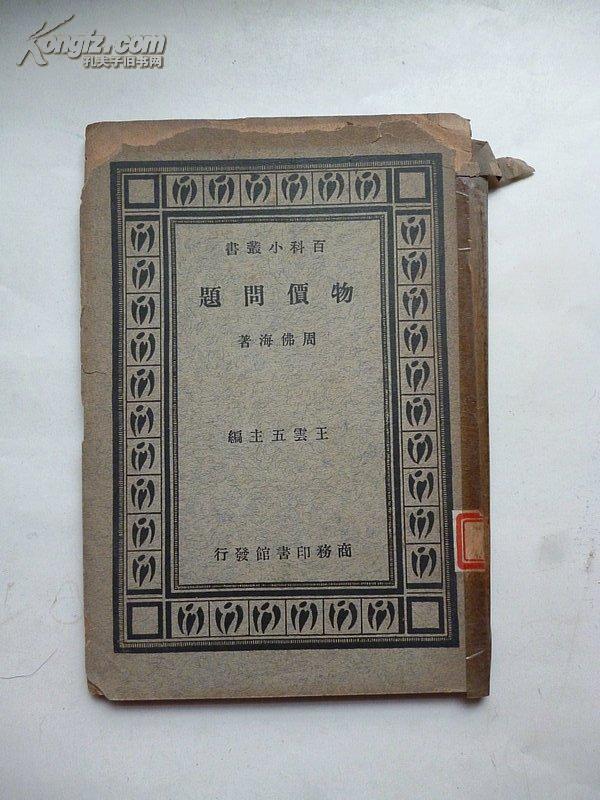 Kongfz.com
孔夫子旧书网
百科小叢書
物價問題
周佛海著
王雲五主編
商務印書館發行